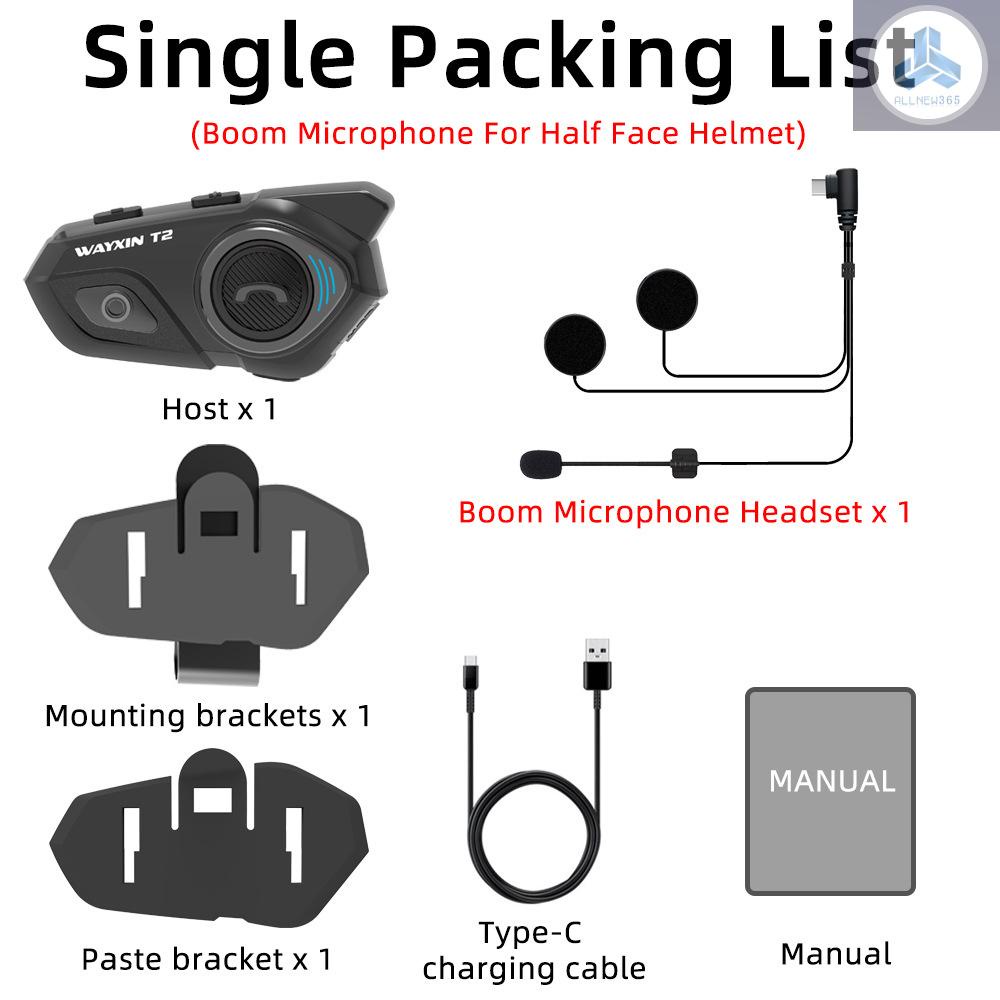 Single Packing List
ALLNEW365
(Boom Microphone For Half Face Helmet)
WAYXIN T2
Host x 1
Boom Microphone Headset x 1
Mounting brackets x 1
MANUAL
Paste bracket x 1
Type-C
charging cable
Manual